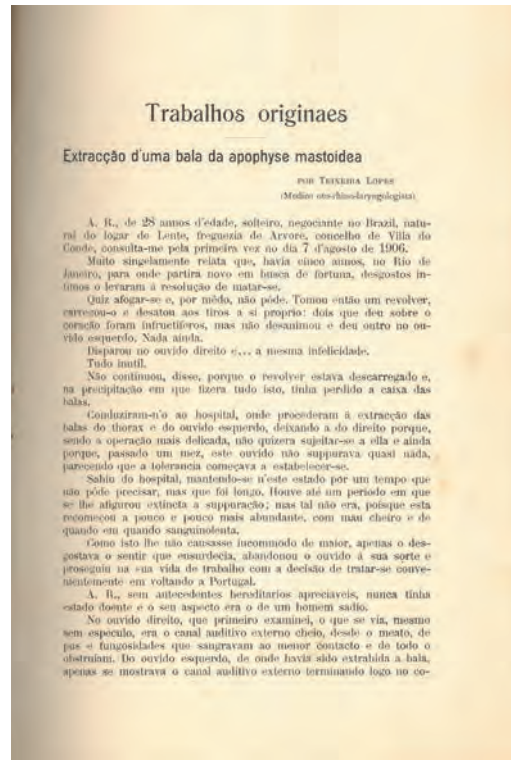 Trabalhos originaes
Extracção d'uma bala da apophyse mastoidea
POR TEIXEIRA LOPES
(Medico oto-rhino-laryngologista)
A. R., de 28 annos d'edade, solteiro, negociante no Brazil, natu-
ral do logar de Lente, freguezia de Arvore, concelho de Villa do
Conde, consulta-me pela primeira vez no dia 7 d'agosto de 1906.
Muito singelamente relata que, havia cinco annos, no Rio de
Janeiro, para onde partira novo em busca de fortuna, desgostos in-
timos o levaram á resolução de matar-se.
Quiz afogar-se e, por mêdo, não pôde. Tomou então um revolver,
carregou-o e desatou aos tiros a si proprio: dois que deu sobre o
coração foram infructiferos, mas não desanimou e deu outro no ou-
vido esquerdo. Nada ainda.
Disparou no ouvido direito e... a mesma infelicidade.
Tudo inutil.
Não continuou, disse, porque o revolver estava descarregado e,
na precipitação em que fizera tudo isto, tinha perdido a caixa das
balas.
Conduziram-n'o ao hospital, onde procederam á extracção das
balas do thorax e do ouvido esquerdo, deixando a do direito porque,
sendo a operação mais delicada, não quizera sujeitar-se a ella e ainda
porque, passado um mez, este ouvido não suppurava quasi nada,
parecendo que a tolerancia começava a estabelecer-se.
Sahiu do hospital, mantendo-se n'este estado por um tempo que
não póde precisar, mas que foi longo. Houve até um periodo em que
se lhe afigurou extincta a suppuração; mas tal não era, poisque esta
recomeçou a pouco e pouco mais abundante, com mau cheiro e de
quando em quando sanguinolenta.
Como isto lhe não causasse incommodo de maior, apenas o des-
gostava o sentir que ensurdecia, abandonou o ouvido á sua sorte e
proseguiu na sua vida de trabalho com a decisão de tratar-se conve-
nientemente em voltando a Portugal.
A. R., sem antecedentes hereditarios apreciaveis, nunca tinha
estado doente e o seu aspecto era o de um homem sadio.
No ouvido direito, que primeiro examinei, o que se via, mesmo
sem especulo, era o canal auditivo externo cheio, desde o meato, de
pus e fungosidades que sangravam ao menor contacto e de todo o
obstruiam. Do ouvido esquerdo, de onde havia sido extrahida a bala,
apenas se mostrava o canal auditivo externo terminando logo no co-